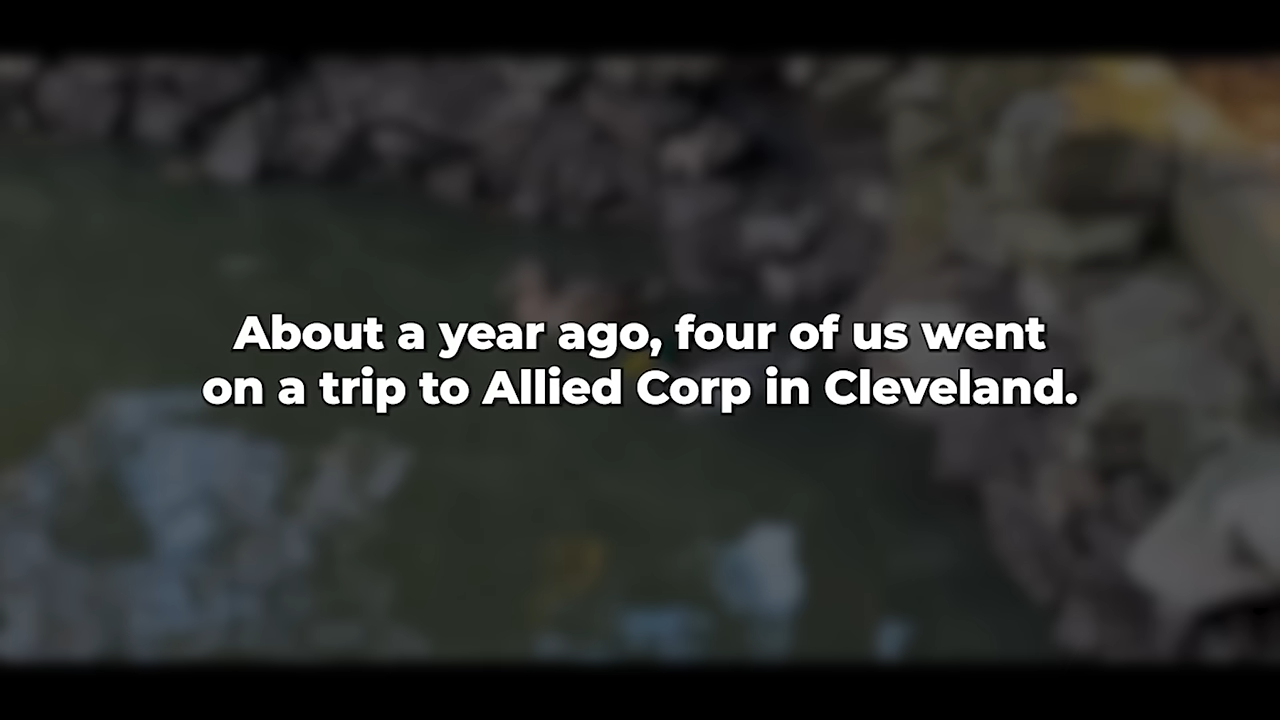 About a year ago, four of us went
on a trip to Allied Corp in Cleveland.